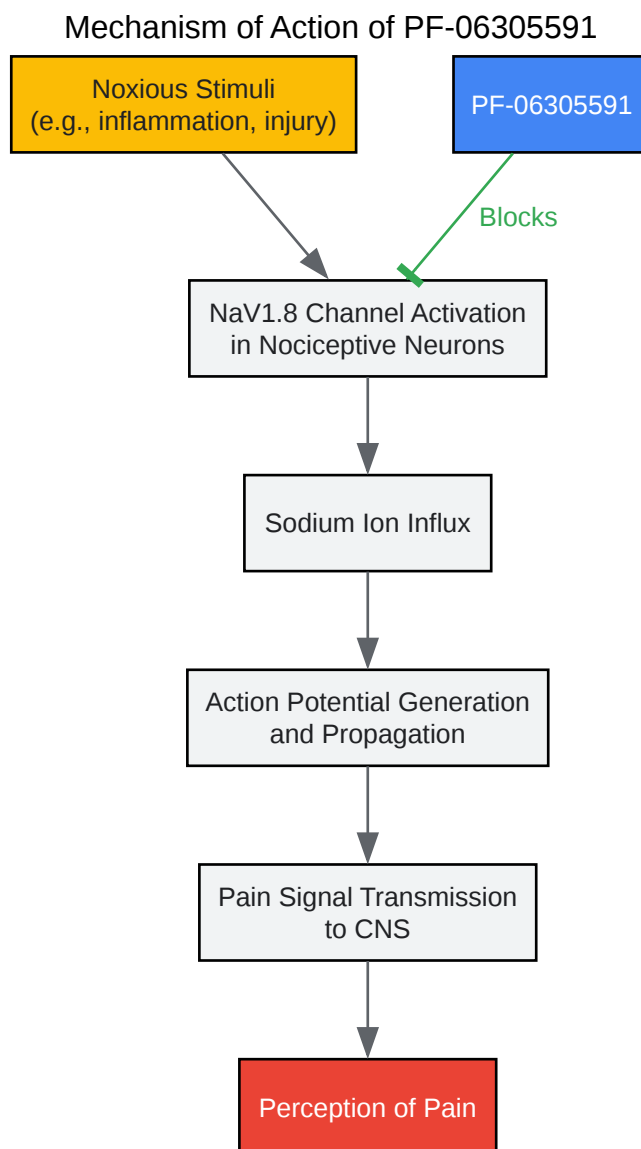 Mechanism of Action of PF-06305591
Noxious Stimuli
(e.g., inflammation, injury)
PF-06305591
Blocks
NaV1.8 Channel Activation
in Nociceptive Neurons
Sodium Ion Influx
Action Potential Generation
and Propagation
Pain Signal Transmission
to CNS
Perception of Pain